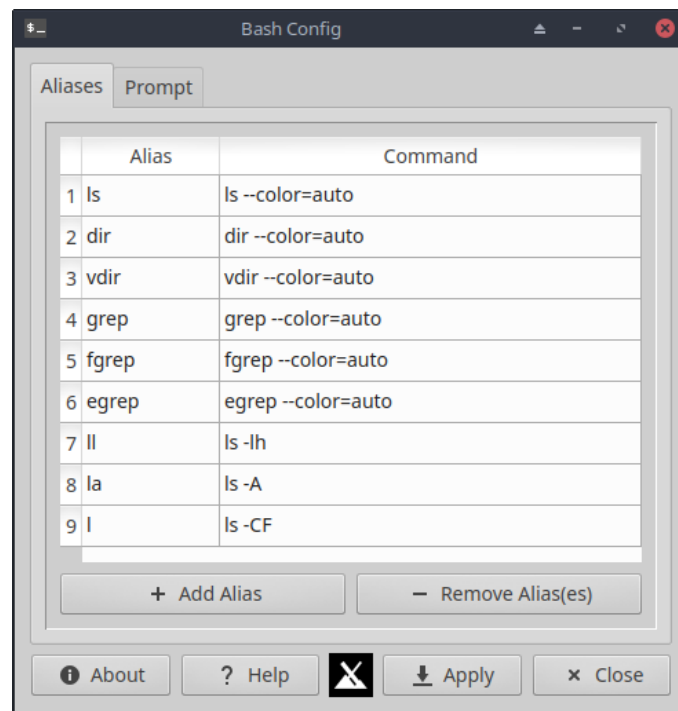 $_ Bash Config
Aliases Prompt
Alias Command
1 ls ls --color=auto
2 dir dir --color=auto
3 vdir vdir --color=auto
4 grep grep --color=auto
5 fgrep fgrep --color=auto
6 egrep egrep --color=auto
7 ll ls -lh
8 la ls -A
9 l ls -CF
+ Add Alias − Remove Alias(es)
About ? Help Apply × Close